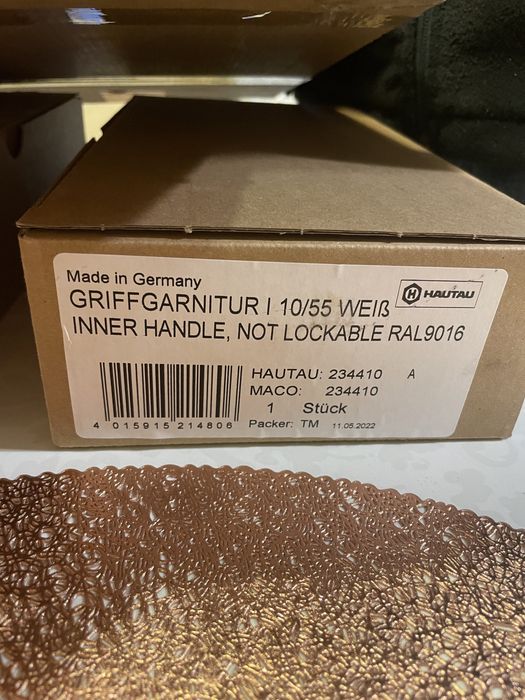 Made in Germany
HAUTAU
GRIFFGARNITUR I 10/55 WEIß
INNER HANDLE, NOT LOCKABLE RAL9016
HAUTAU: 234410 A
MACO: 234410
1 Stück
Packer: TM 11.05.2022
4 015915 214806